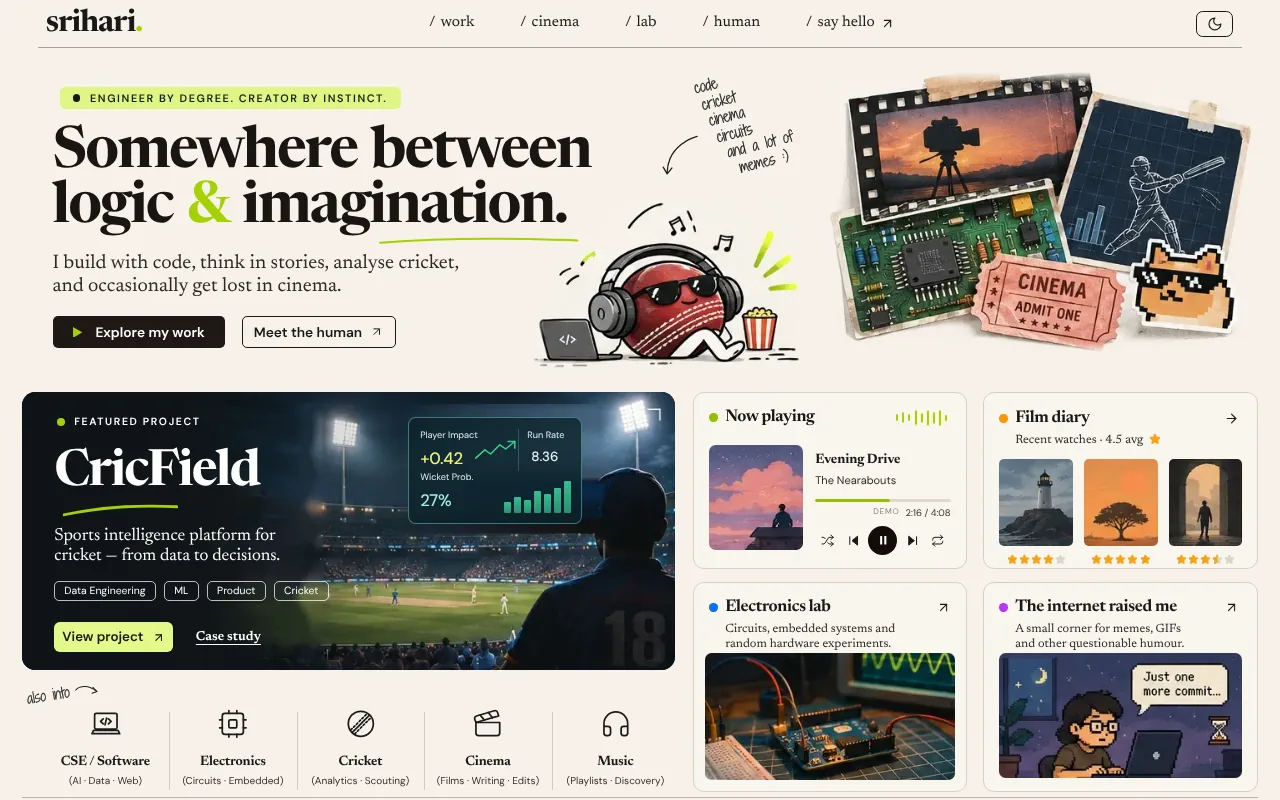 srihari.
/ work
/ cinema
/ lab
/ human
/ say hello
ENGINEER BY DEGREE. CREATOR BY INSTINCT.
Somewhere between
logic & imagination.
I build with code, think in stories, analyse cricket,
and occasionally get lost in cinema.
Explore my work
Meet the human
code
cricket
cinema
circuits
and a lot of
memes :)
</>
CINEMA
ADMIT ONE
FEATURED PROJECT
CricField
Sports intelligence platform for
cricket — from data to decisions.
Data Engineering
ML
Product
Cricket
View project
Case study
Player Impact
+0.42
Run Rate
8.36
Wicket Prob.
27%
18
Now playing
Evening Drive
The Nearabouts
DEMO 2:16 / 4:08
Film diary
Recent watches · 4.5 avg
Electronics lab
Circuits, embedded systems and
random hardware experiments.
The internet raised me
A small corner for memes, GIFs
and other questionable humour.
Just one
more commit...
also into
CSE / Software
(AI · Data · Web)
Electronics
(Circuits · Embedded)
Cricket
(Analytics · Scouting)
Cinema
(Films · Writing · Edits)
Music
(Playlists · Discovery)